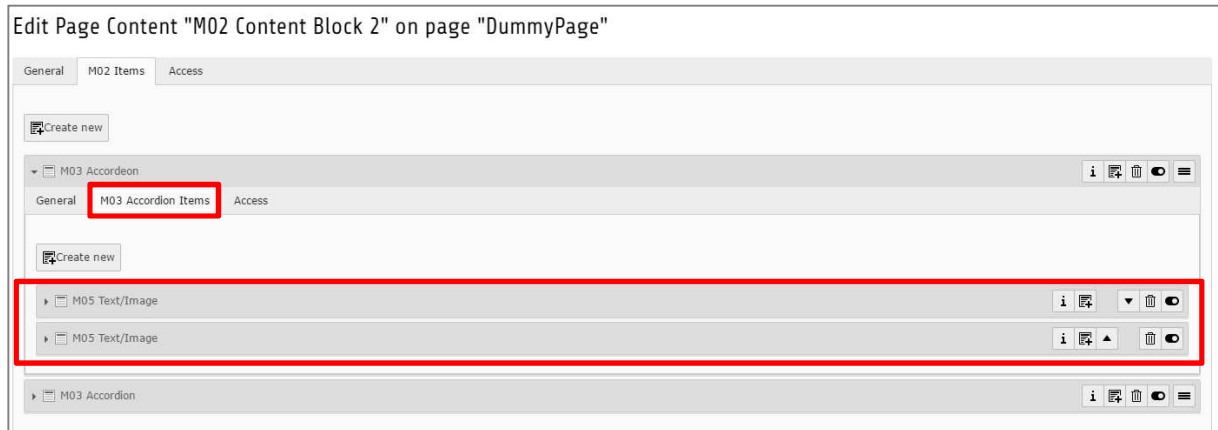 Edit Page Content "M02 Content Block 2" on page "DummyPage"
General M02 Items Access
Create new
M03 Accordeon
General M03 Accordion Items Access
Create new
M05 Text/Image
M05 Text/Image
M03 Accordion